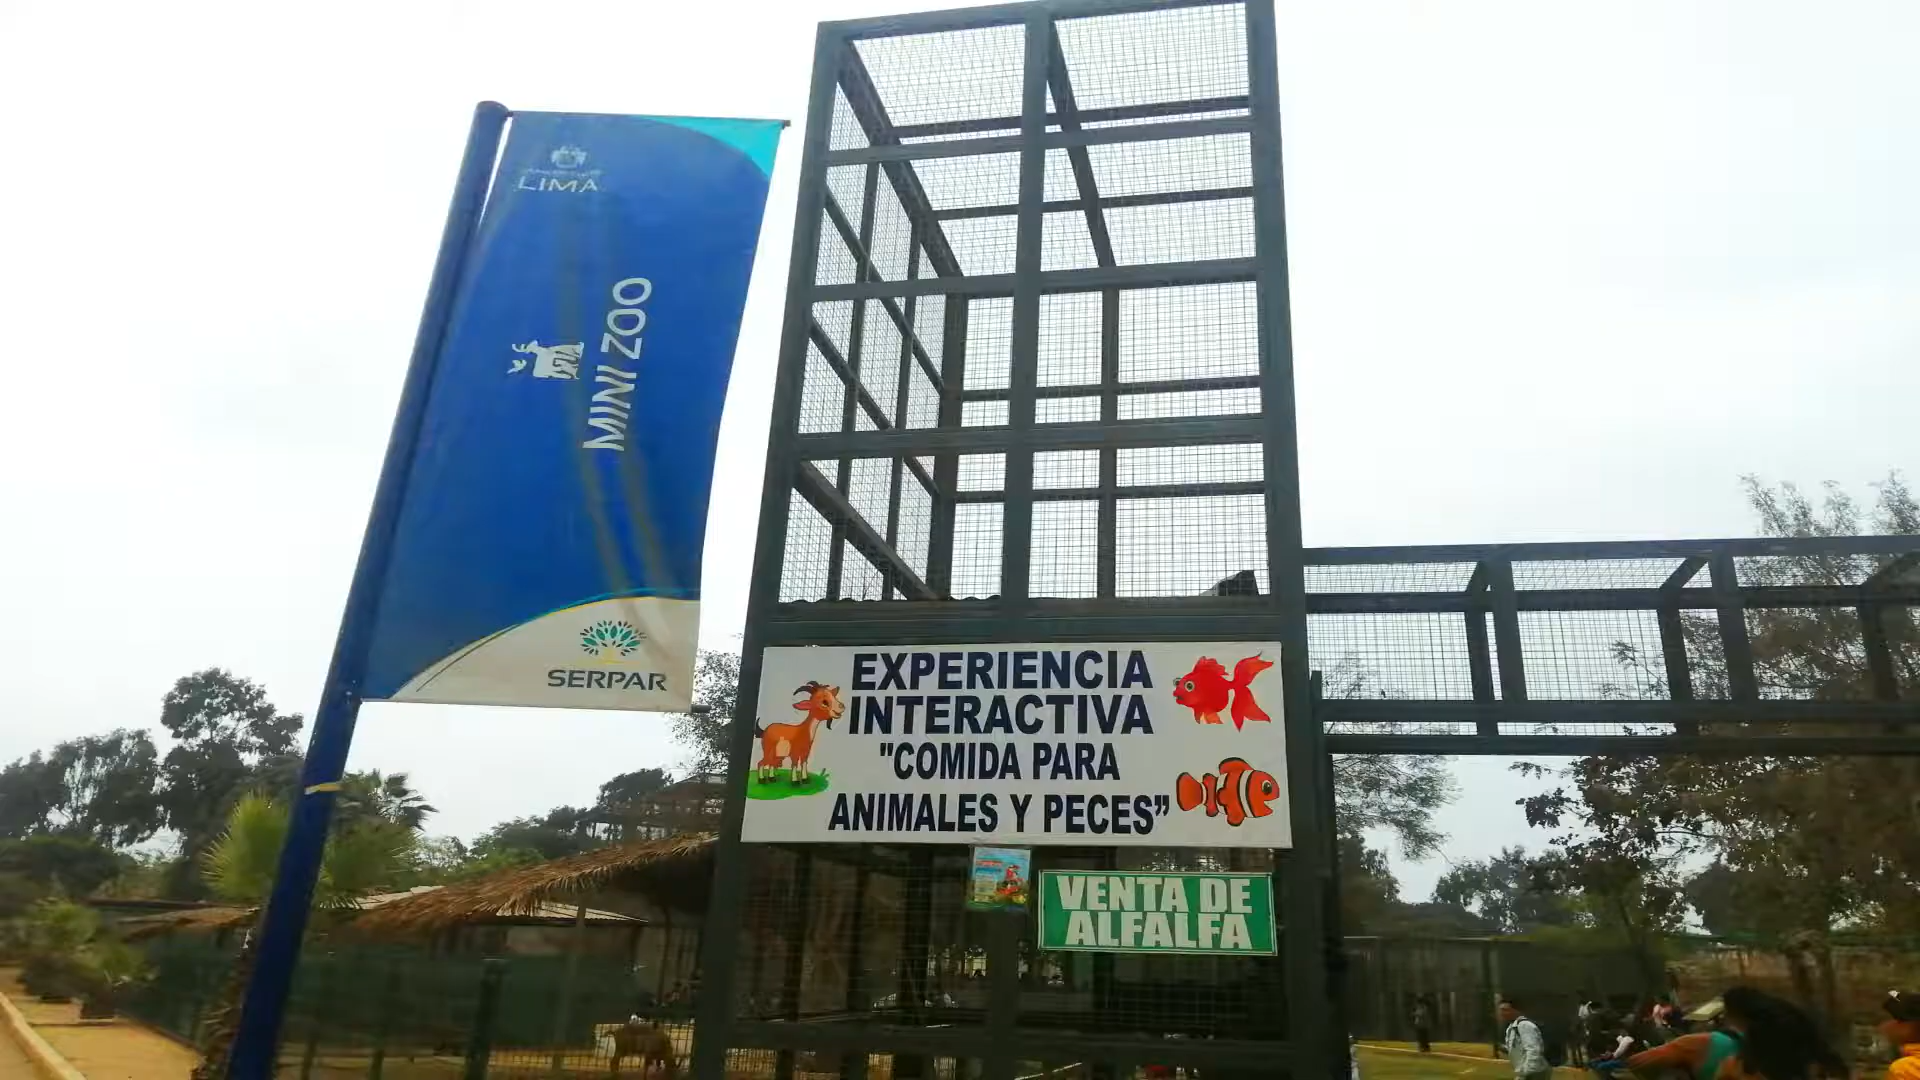 LIMA
MINI ZOO
SERPAR
EXPERIENCIA
INTERACTIVA
"COMIDA PARA
ANIMALES Y PECES”
VENTA DE
ALFALFA